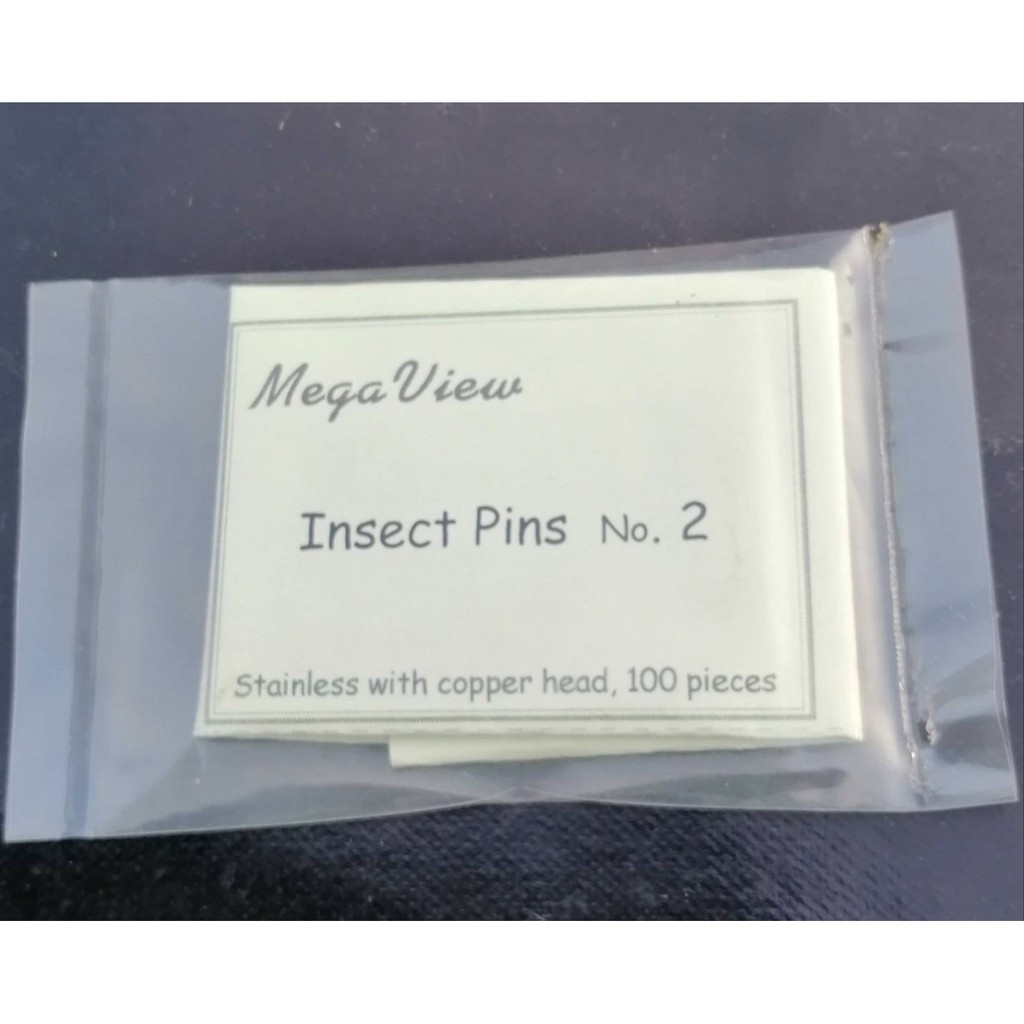 MegaView
Insect Pins No. 2
Stainless with copper head, 100 pieces